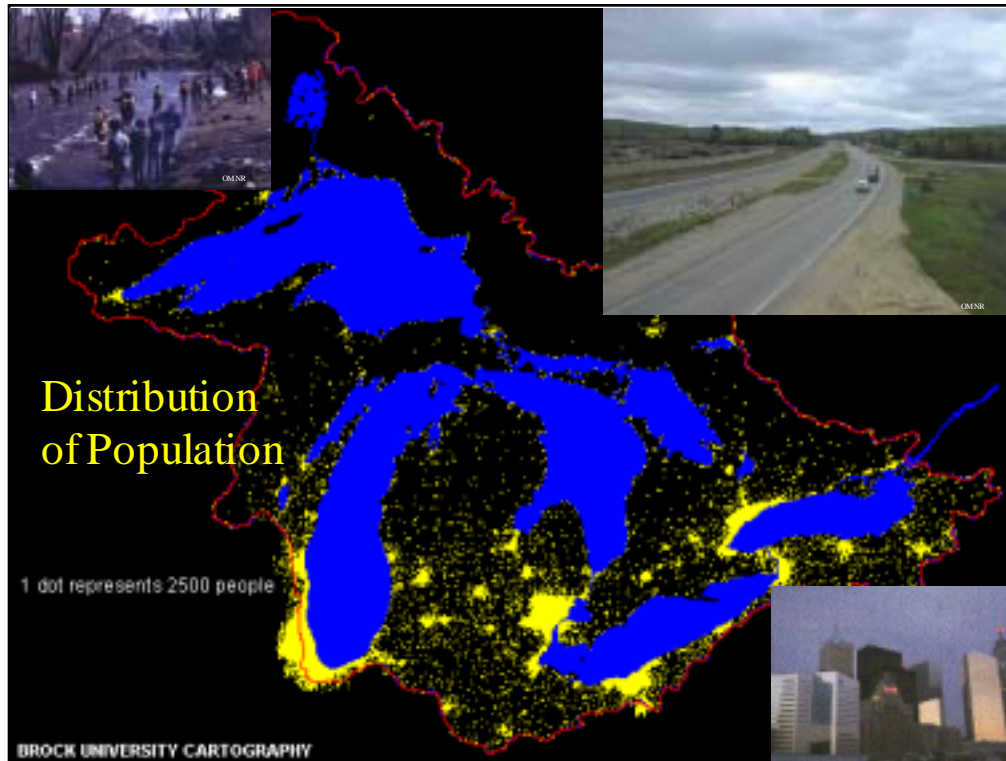 OMNR
OMNR
Distribution
of Population
1 dot represents 2500 people
BROCK UNIVERSITY CARTOGRAPHY